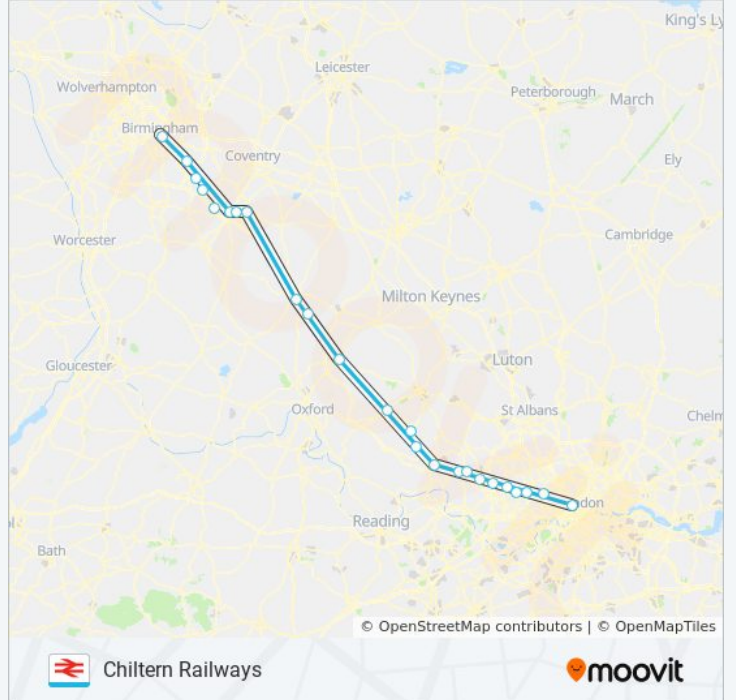 King's Ly
Leicester
Wolverhampton
Peterborough
March
Birmingham
Coventry
Ely
Worcester
Cambridge
Milton Keynes
Gloucester
Luton
Oxford
St Albans
Chelm
don
Reading
Bath
© OpenStreetMap contributors | © OpenMapTiles
Chiltern Railways
moovit